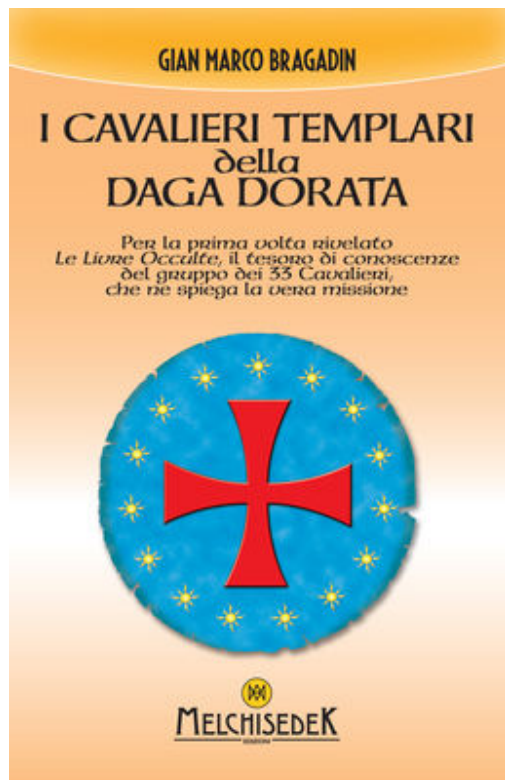 GIAN MARCO BRAGADIN
I CAVALIERI TEMPLARI
della
DAGA DORATA
Per la prima volta rivelato
Le Livre Occulte, il tesoro di conoscenze
del gruppo dei 33 Cavalieri,
che ne spiega la vera missione
MELCHISEDEK
EDIZIONI